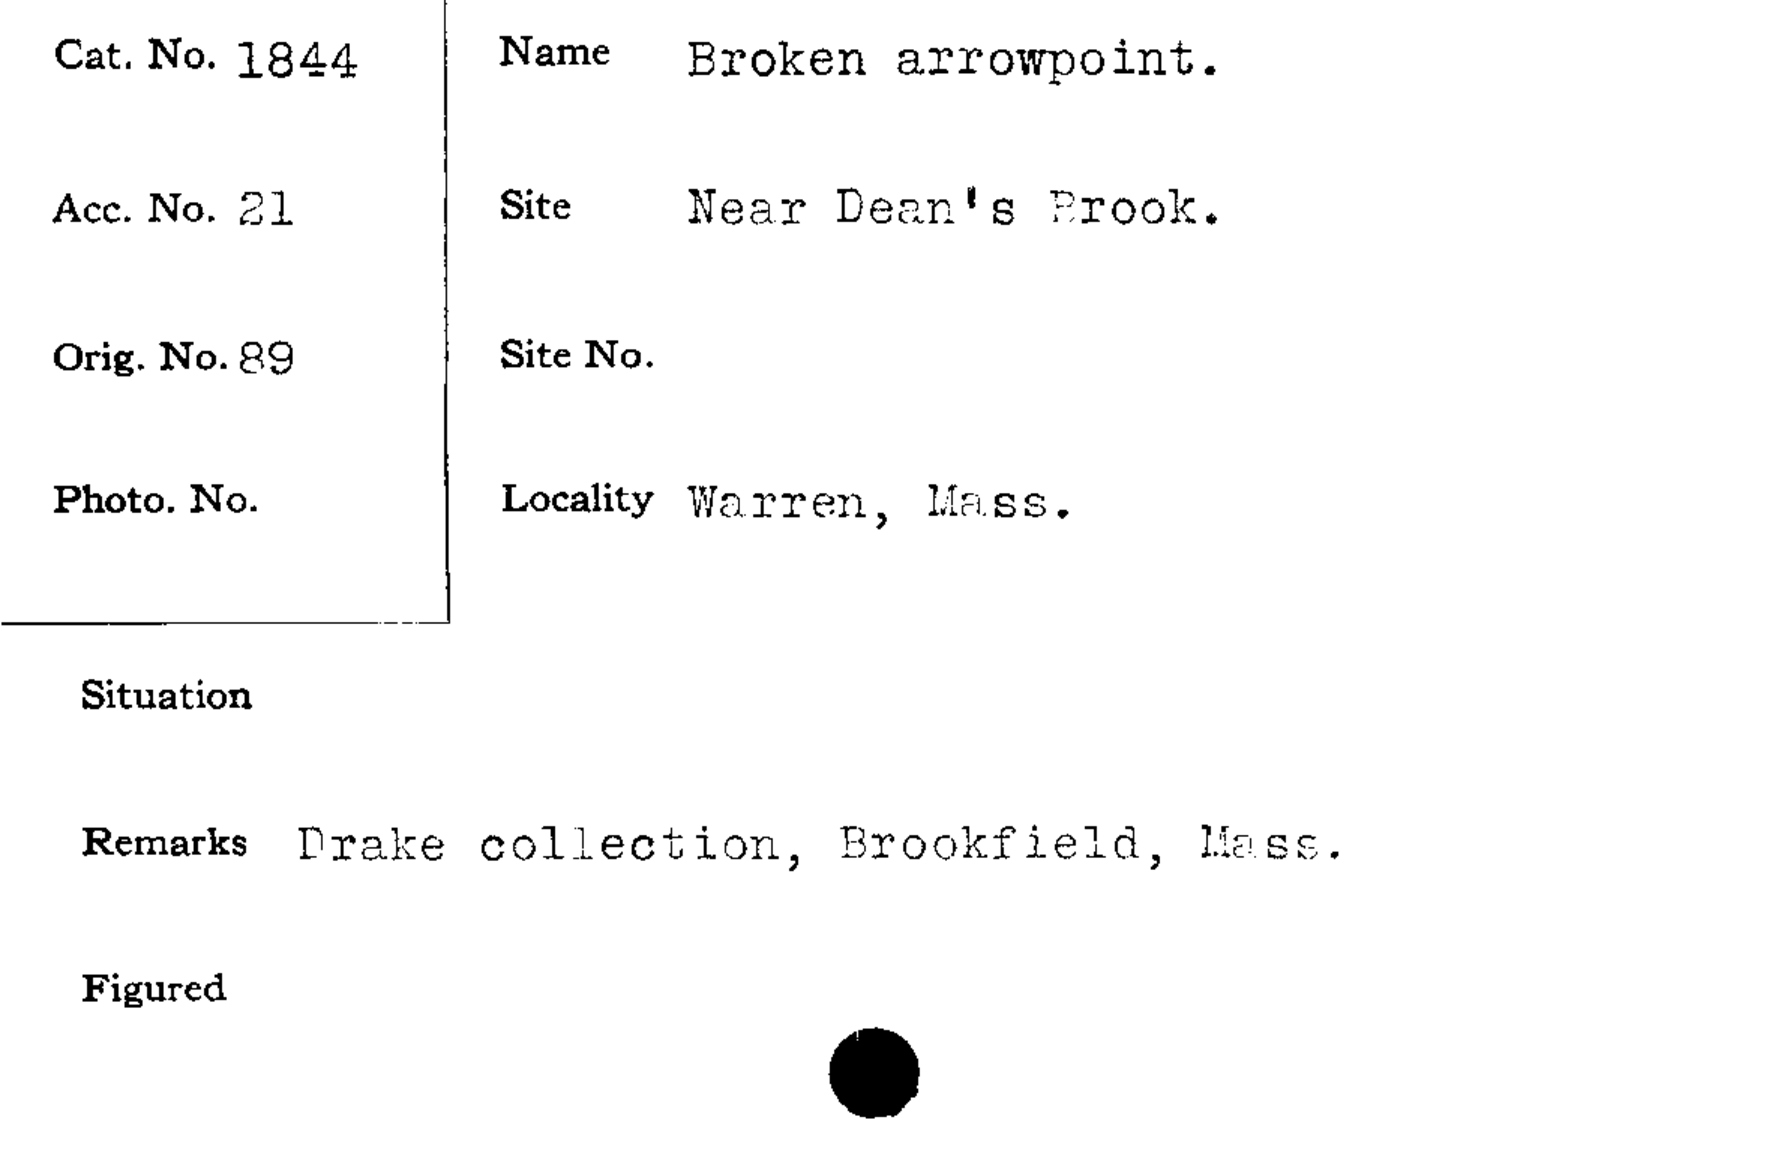 Cat. No. 1844
Name Broken arrowpoint.
Acc. No. 21
Site Near Dean's Brook.
Orig. No. 89
Site No.
Photo. No.
Locality Warren, Mass.
Situation
Remarks Drake collection, Brookfield, Mass.
Figured